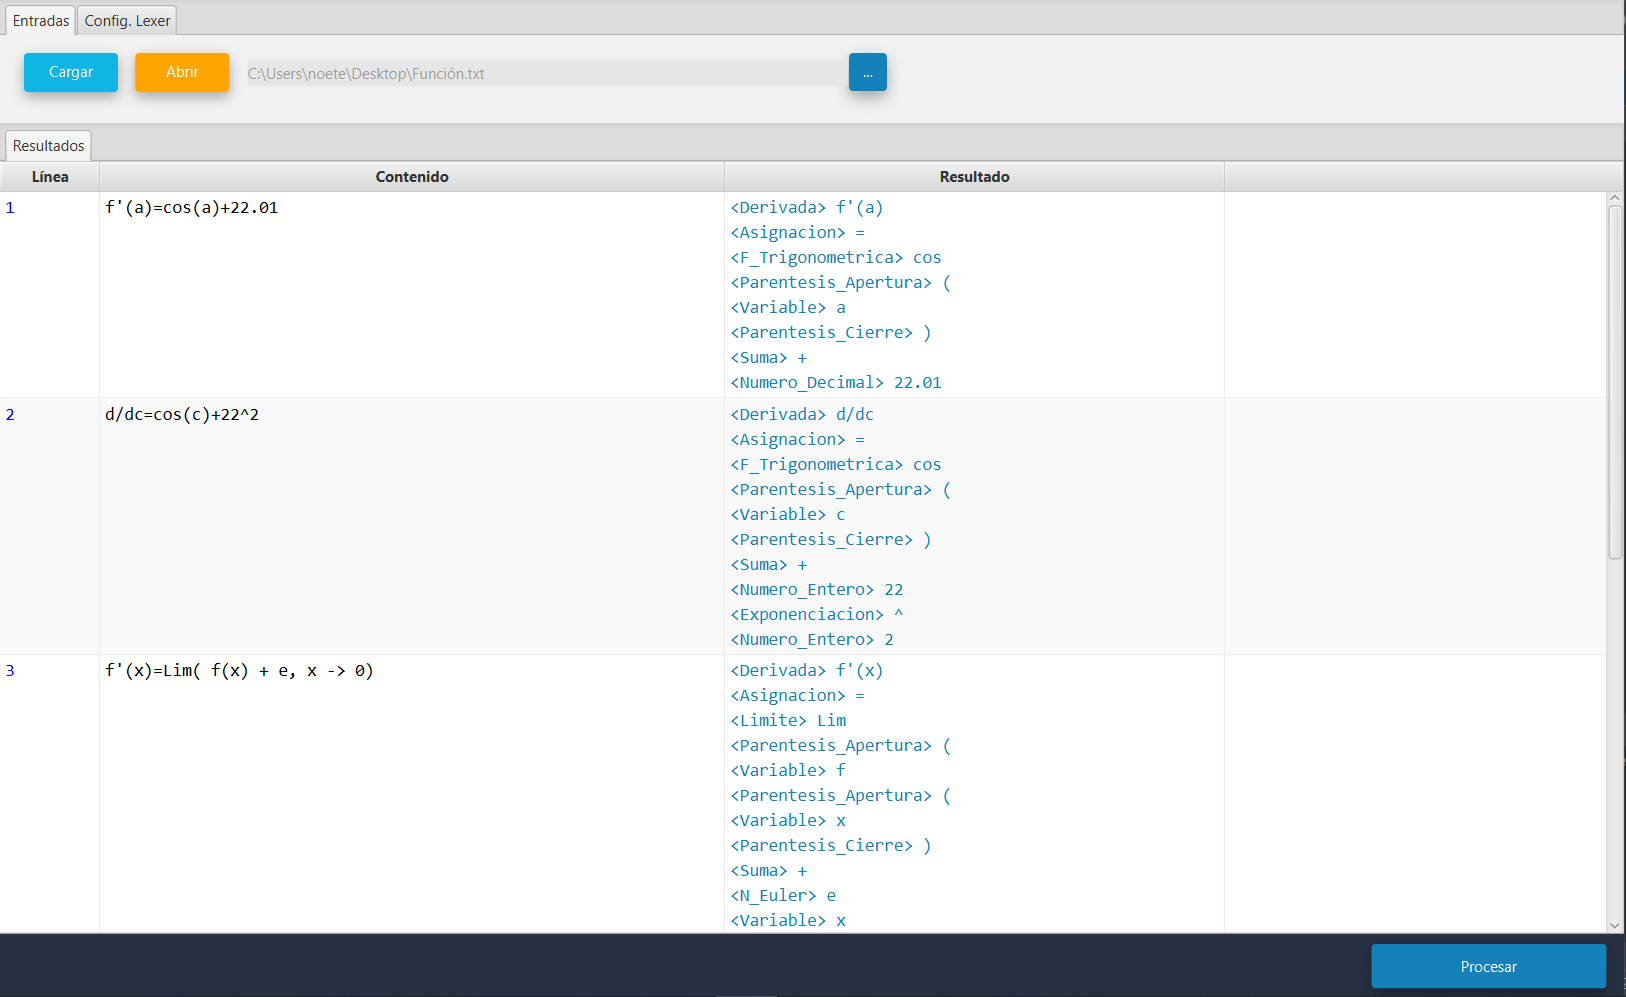 Entradas Config. Lexer
Cargar Abrir C:\Users\noete\Desktop\Función.txt ...
Resultados
Línea Contenido Resultado
1 f'(a)=cos(a)+22.01 <Derivada> f'(a)
<Asignacion> =
<F_Trigonometrica> cos
<Parentesis_Apertura> (
<Variable> a
<Parentesis_Cierre> )
<Suma> +
<Numero_Decimal> 22.01
2 d/dc=cos(c)+22^2 <Derivada> d/dc
<Asignacion> =
<F_Trigonometrica> cos
<Parentesis_Apertura> (
<Variable> c
<Parentesis_Cierre> )
<Suma> +
<Numero_Entero> 22
<Exponenciacion> ^
<Numero_Entero> 2
3 f'(x)=Lim( f(x) + e, x -> 0) <Derivada> f'(x)
<Asignacion> =
<Limite> Lim
<Parentesis_Apertura> (
<Variable> f
<Parentesis_Apertura> (
<Variable> x
<Parentesis_Cierre> )
<Suma> +
<N_Euler> e
<Variable> x
Procesar